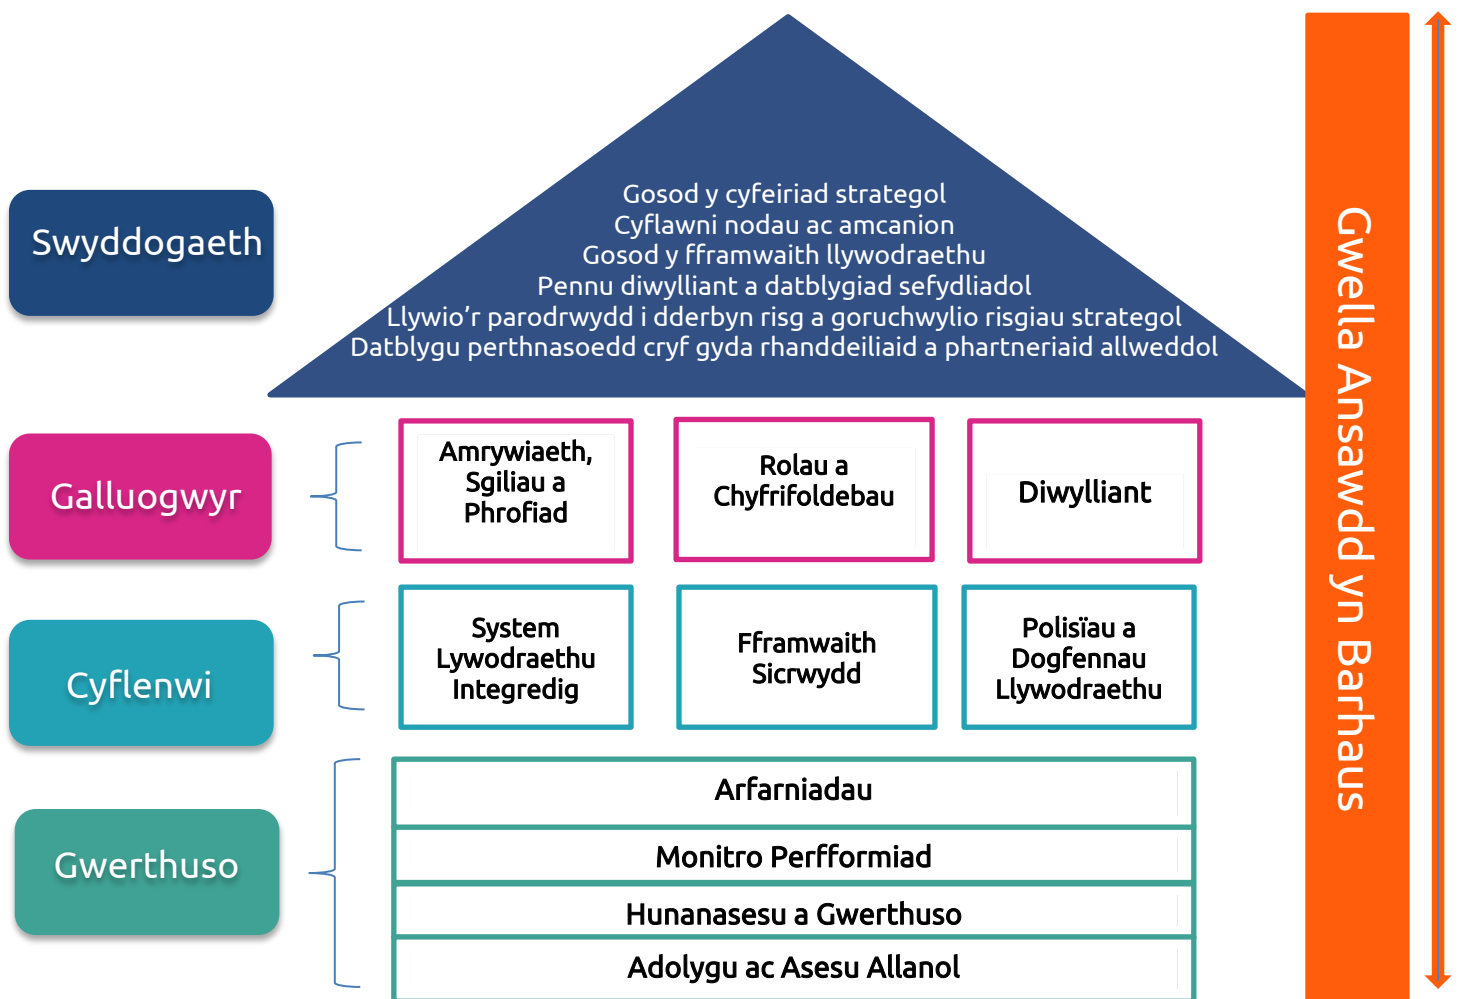 Swyddogaeth
Gosod y cyfeiriad strategol
Cyflawni nodau ac amcanion
Gosod y fframwaith llywodraethu
Pennu diwylliant a datblygiad sefydliadol
Llywio’r parodrwydd i dderbyn risg a goruchwylio risgiau strategol
Datblygu perthnasoedd cryf gyda rhanddeiliaid a phartneriaid allweddol
Galluogwyr
Amrywiaeth,
Sgiliau a
Phrofiad
Rolau a
Chyfrifoldebau
Diwylliant
Cyflenwi
System
Lywodraethu
Integredig
Fframwaith
Sicrwydd
Polisïau a
Dogfennau
Llywodraethu
Gwerthuso
Arfarniadau
Monitro Perfformiad
Hunanasesu a Gwerthuso
Adolygu ac Asesu Allanol
Gwella Ansawdd yn Barhaus